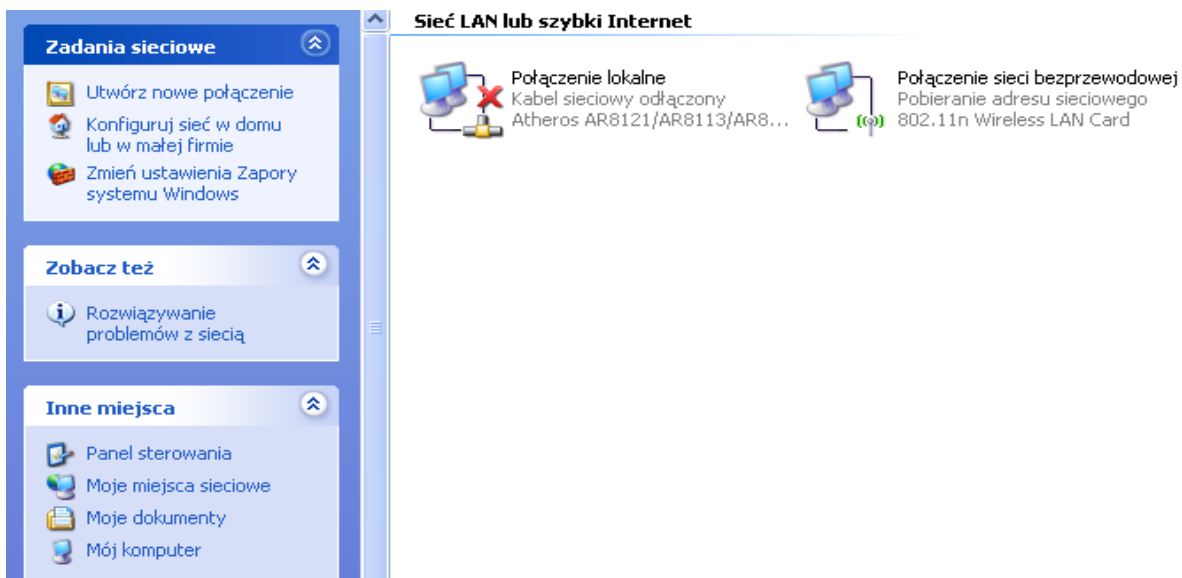 Zadania sieciowe
Utwórz nowe połączenie
Konfiguruj sieć w domu
lub w małej firmie
Zmień ustawienia Zapory
systemu Windows
Zobacz też
Rozwiązywanie
problemów z siecią
Inne miejsca
Panel sterowania
Moje miejsca sieciowe
Moje dokumenty
Mój komputer
Sieć LAN lub szybki Internet
Połączenie lokalne
Kabel sieciowy odłączony
Atheros AR8121/AR8113/AR8...
Połączenie sieci bezprzewodowej
Pobieranie adresu sieciowego
802.11n Wireless LAN Card